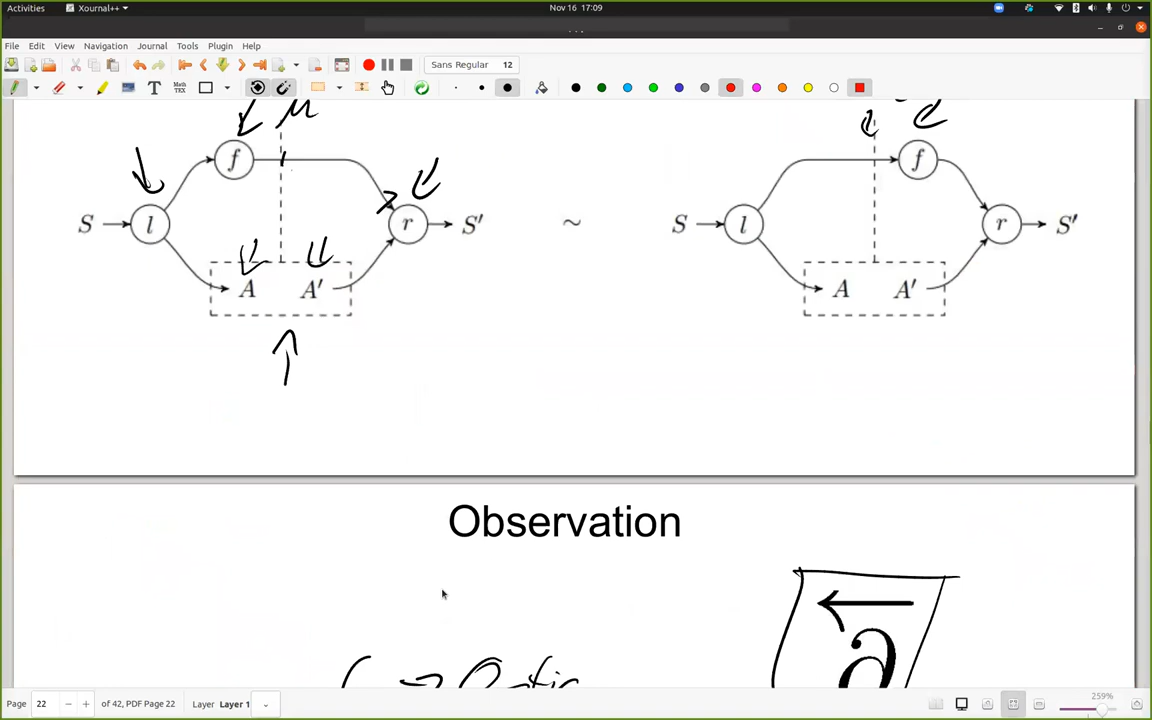 Activities Xournal++ Nov 16 17:09
...
File Edit View Navigation Journal Tools Plugin Help
Sans Regular 12
μ
f f
S l r S' ~ S l r S'
A A' A A'
Observation
∂
Page 22 of 42, PDF Page 22 Layer Layer 1 259%